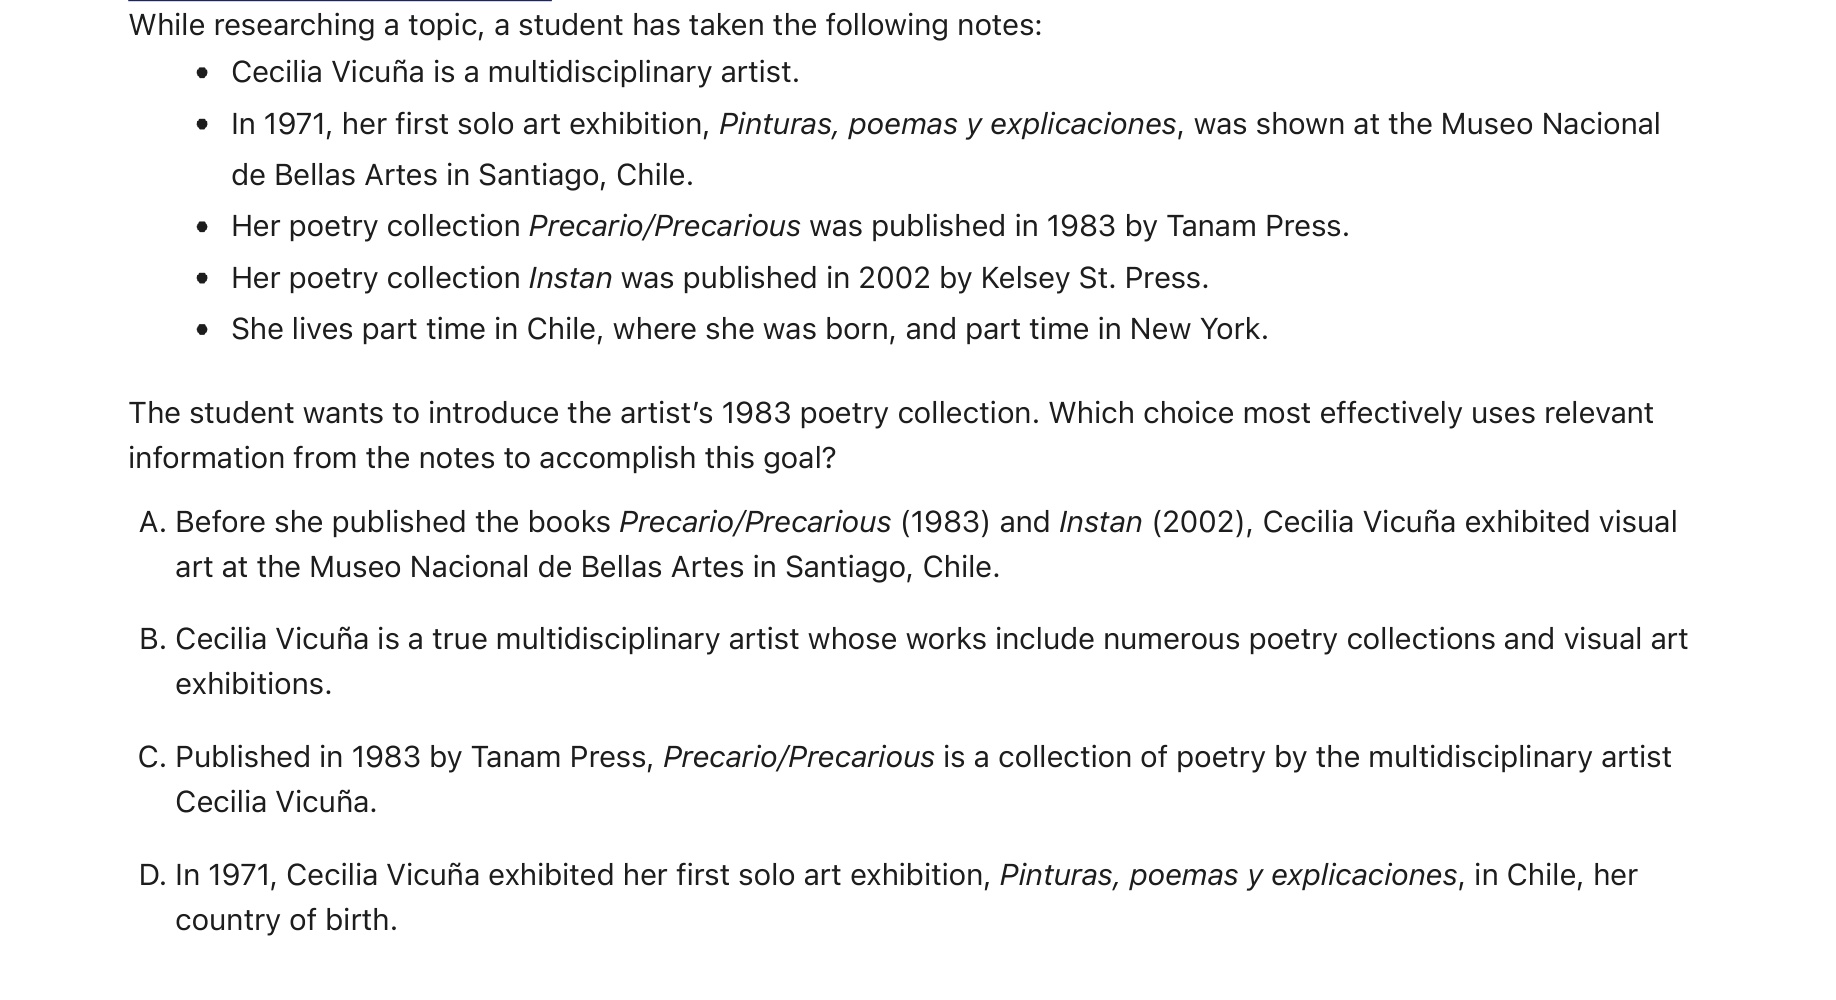 While researching a topic, a student has taken the following notes:
• Cecilia Vicuña is a multidisciplinary artist.
• In 1971, her first solo art exhibition, Pinturas, poemas y explicaciones, was shown at the Museo Nacional
de Bellas Artes in Santiago, Chile.
• Her poetry collection Precario/Precarious was published in 1983 by Tanam Press.
• Her poetry collection Instan was published in 2002 by Kelsey St. Press.
• She lives part time in Chile, where she was born, and part time in New York.
The student wants to introduce the artist’s 1983 poetry collection. Which choice most effectively uses relevant
information from the notes to accomplish this goal?
A. Before she published the books Precario/Precarious (1983) and Instan (2002), Cecilia Vicuña exhibited visual
art at the Museo Nacional de Bellas Artes in Santiago, Chile.
B. Cecilia Vicuña is a true multidisciplinary artist whose works include numerous poetry collections and visual art
exhibitions.
C. Published in 1983 by Tanam Press, Precario/Precarious is a collection of poetry by the multidisciplinary artist
Cecilia Vicuña.
D. In 1971, Cecilia Vicuña exhibited her first solo art exhibition, Pinturas, poemas y explicaciones, in Chile, her
country of birth.